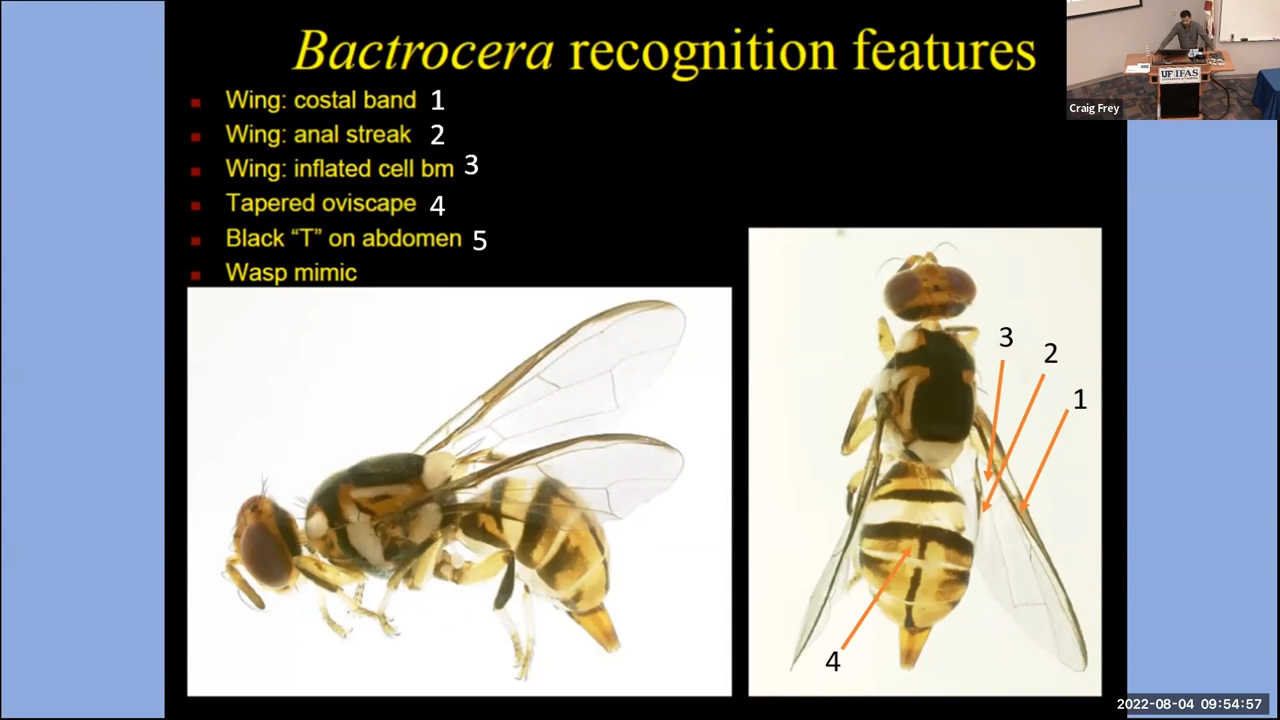 Bactrocera recognition features
Wing: costal band 1
Wing: anal streak 2
Wing: inflated cell bm 3
Tapered oviscape 4
Black “T” on abdomen 5
Wasp mimic
3
2
1
4
UF IFAS
Craig Frey
2022-08-04 09:54:57